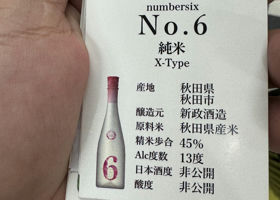 numbersix
No.6
純米
X-Type
産地 秋田県
秋田市
醸造元 新政酒造
原料米 秋田県産米
精米歩合 45%
Alc度数 13度
日本酒度 非公開
酸度 非公開
6